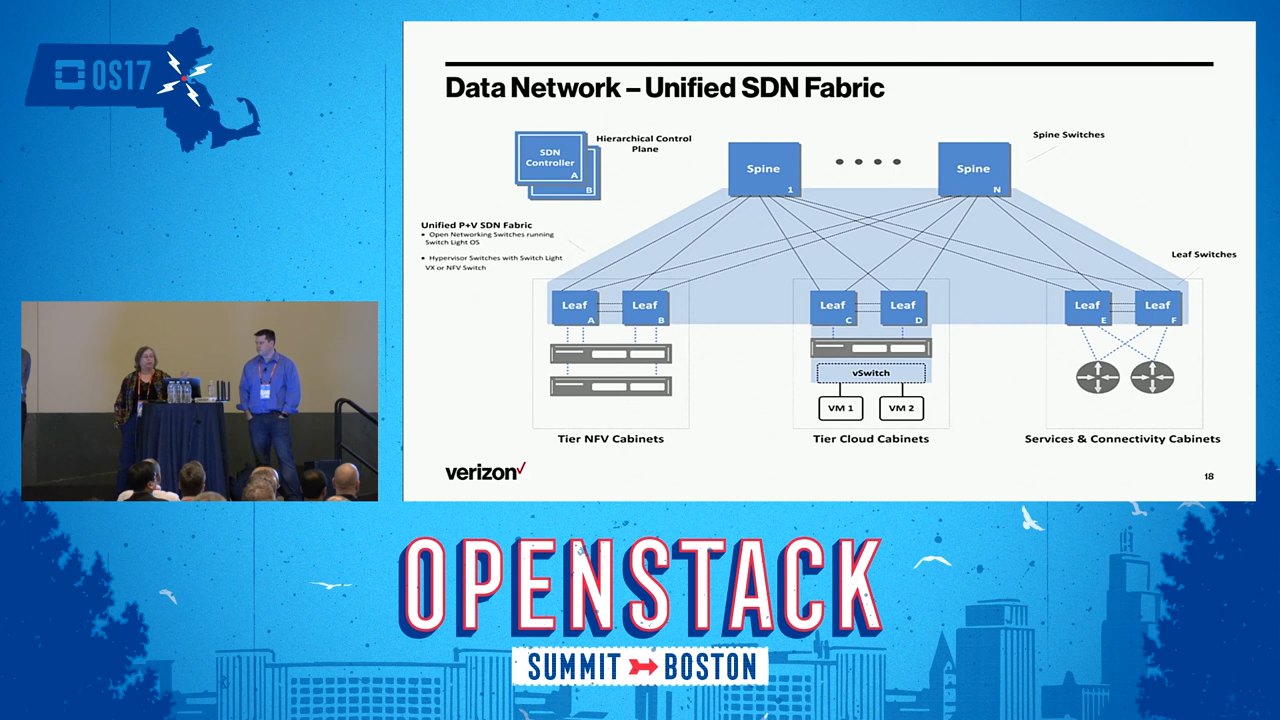 OS17
Data Network – Unified SDN Fabric
Hierarchical Control
Plane
SDN
Controller
A
B
Spine
1
Spine
N
Spine Switches
Unified P+V SDN Fabric
• Open Networking Switches running
Switch Light OS
• Hypervisor Switches with Switch Light
VX or NFV Switch
Leaf Switches
Leaf
A
Leaf
B
Leaf
C
Leaf
D
Leaf
E
Leaf
F
vSwitch
VM 1
VM 2
Tier NFV Cabinets
Tier Cloud Cabinets
Services & Connectivity Cabinets
verizon✓
18
OPENSTACK
SUMMIT BOSTON